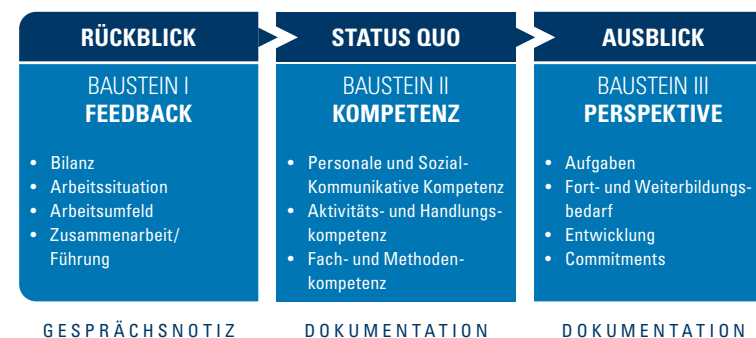 RÜCKBLICK
BAUSTEIN I
FEEDBACK
• Bilanz
• Arbeitssituation
• Arbeitsumfeld
• Zusammenarbeit/
Führung
GESPRÄCHSNOTIZ
STATUS QUO
BAUSTEIN II
KOMPETENZ
• Personale und Sozial-
Kommunikative Kompetenz
• Aktivitäts- und Handlungs-
kompetenz
• Fach- und Methoden-
kompetenz
DOKUMENTATION
AUSBLICK
BAUSTEIN III
PERSPEKTIVE
• Aufgaben
• Fort- und Weiterbildungs-
bedarf
• Entwicklung
• Commitments
DOKUMENTATION